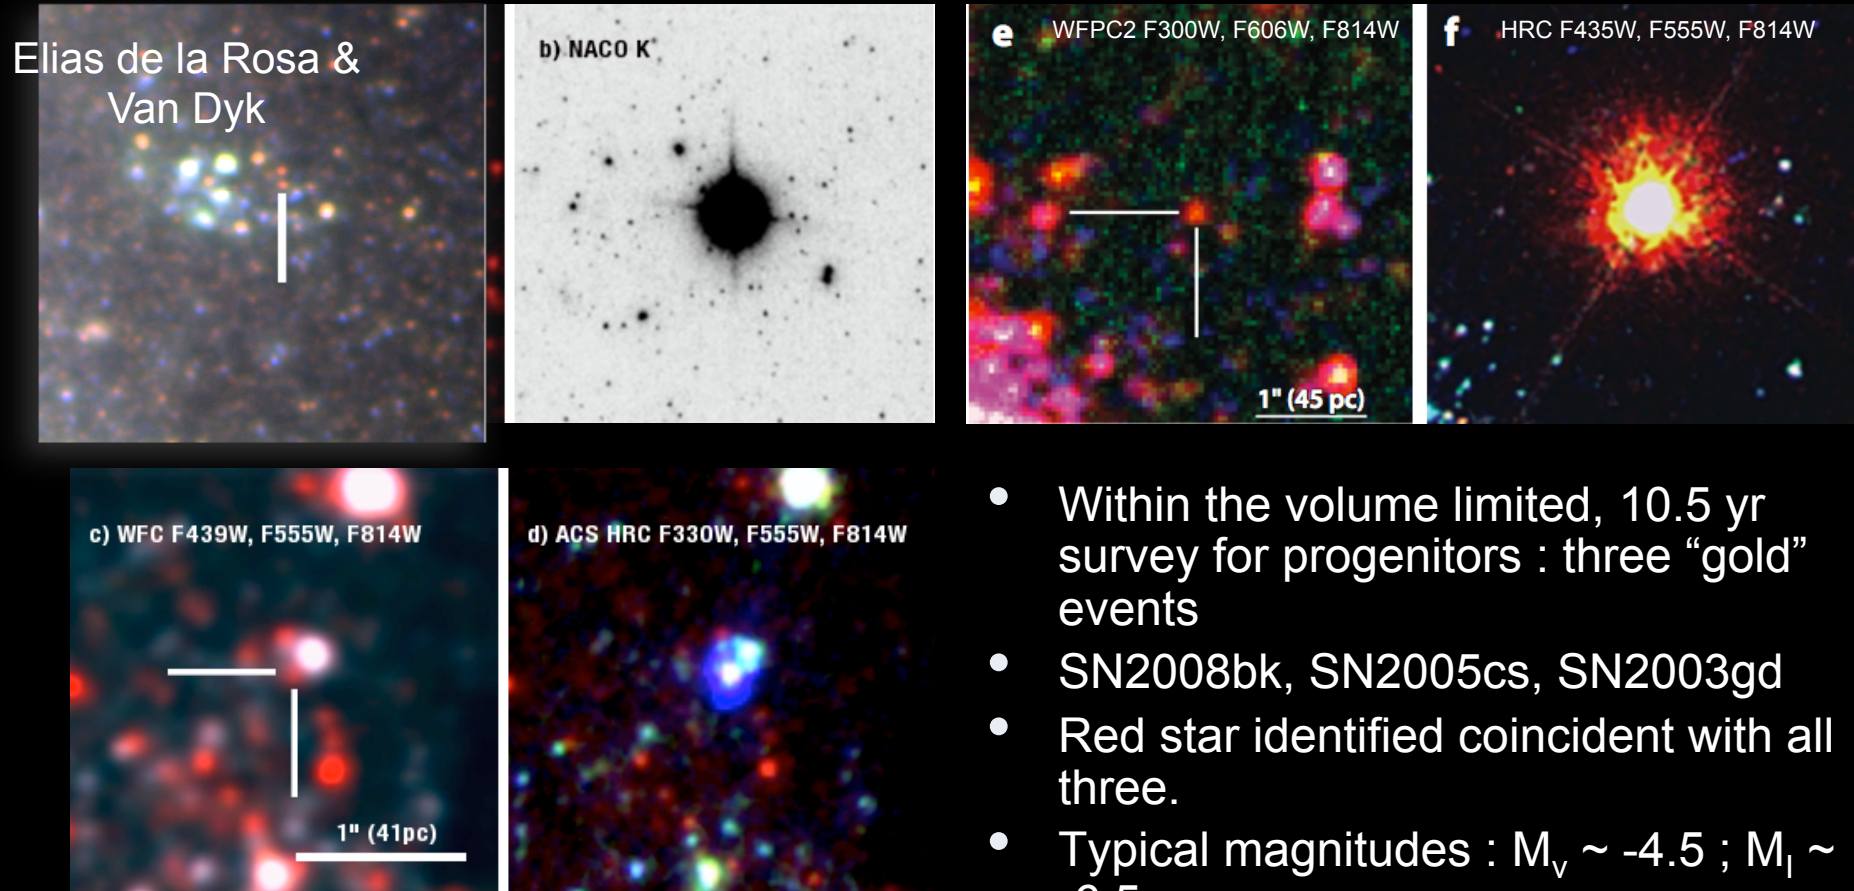 Elias de la Rosa &
Van Dyk
b) NACO K
e WFPC2 F300W, F606W, F814W
f HRC F435W, F555W, F814W
1" (45 pc)
c) WFC F439W, F555W, F814W
d) ACS HRC F330W, F555W, F814W
1" (41pc)
• Within the volume limited, 10.5 yr
survey for progenitors : three “gold”
events
• SN2008bk, SN2005cs, SN2003gd
• Red star identified coincident with all
three.
• Typical magnitudes : Mv ~ -4.5 ; MI ~